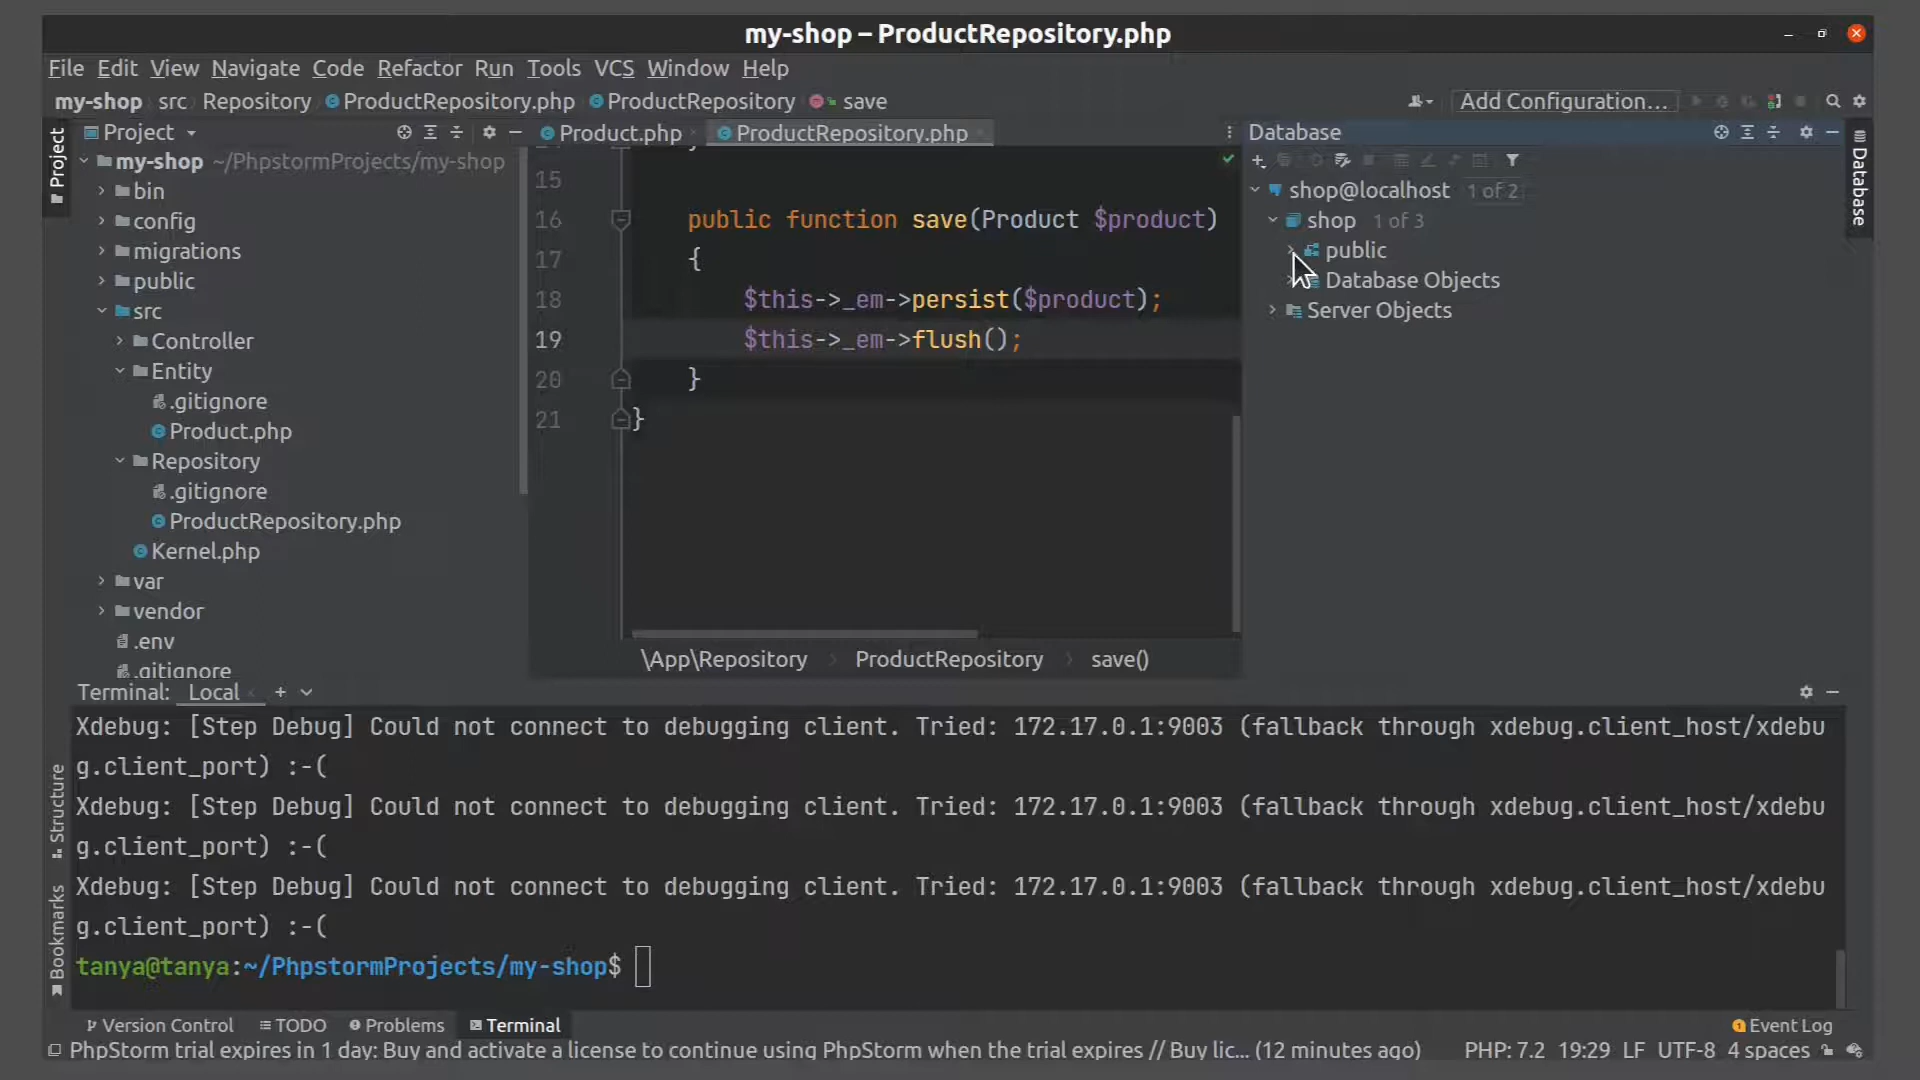 my-shop – ProductRepository.php
File Edit View Navigate Code Refactor Run Tools VCS Window Help
my-shop src Repository ProductRepository.php ProductRepository save
Add Configuration...
Project
my-shop ~/PhpstormProjects/my-shop
bin
config
migrations
public
src
Controller
Entity
.gitignore
Product.php
Repository
.gitignore
ProductRepository.php
Kernel.php
var
vendor
.env
.gitignore
Product.php ProductRepository.php
15
16 public function save(Product $product)
17 {
18 $this->_em->persist($product);
19 $this->_em->flush();
20 }
21 }
\App\Repository ProductRepository save()
Database
shop@localhost 1 of 2
shop 1 of 3
public
Database Objects
Server Objects
Project
Database
Structure
Bookmarks
Terminal: Local
Xdebug: [Step Debug] Could not connect to debugging client. Tried: 172.17.0.1:9003 (fallback through xdebug.client_host/xdebu
g.client_port) :-(
Xdebug: [Step Debug] Could not connect to debugging client. Tried: 172.17.0.1:9003 (fallback through xdebug.client_host/xdebu
g.client_port) :-(
Xdebug: [Step Debug] Could not connect to debugging client. Tried: 172.17.0.1:9003 (fallback through xdebug.client_host/xdebu
g.client_port) :-(
tanya@tanya:~/PhpstormProjects/my-shop$
Version Control TODO Problems Terminal
1 Event Log
PhpStorm trial expires in 1 day: Buy and activate a license to continue using PhpStorm when the trial expires // Buy lic... (12 minutes ago)
PHP: 7.2 19:29 LF UTF-8 4 spaces